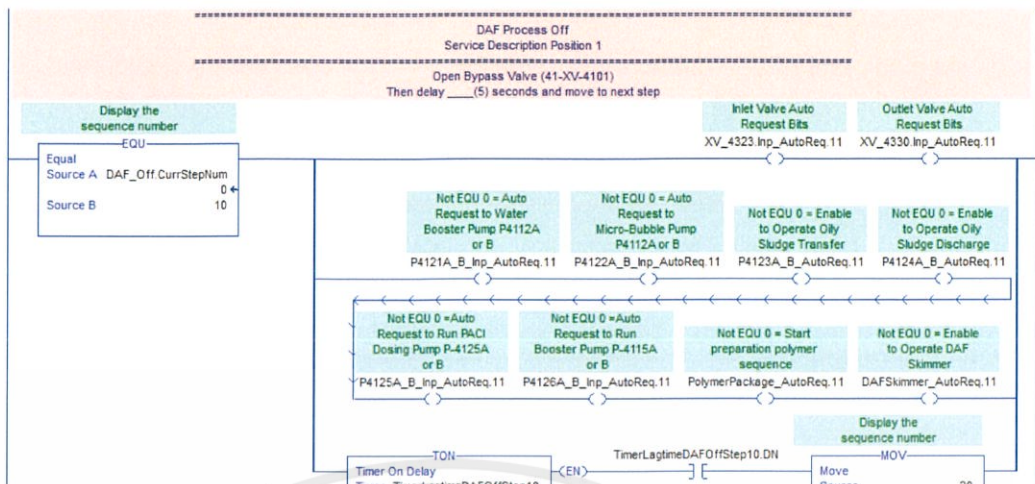 DAF Process Off
Service Description Position 1
Open Bypass Valve (41-XV-4101)
Then delay ____(5) seconds and move to next step
Display the
sequence number
EQU
Equal
Source A DAF_Off.CurrStepNum
0
Source B 10
Inlet Valve Auto
Request Bits
XV_4323.Inp_AutoReq.11
Outlet Valve Auto
Request Bits
XV_4330.Inp_AutoReq.11
Not EQU 0 = Auto
Request to Water
Booster Pump P4112A
or B
P4121A_B_Inp_AutoReq.11
Not EQU 0 = Auto
Request to
Micro-Bubble Pump
P4112A or B
P4122A_B_Inp_AutoReq.11
Not EQU 0 = Enable
to Operate Oily
Sludge Transfer
P4123A_B_AutoReq.11
Not EQU 0 = Enable
to Operate Oily
Sludge Discharge
P4124A_B_AutoReq.11
Not EQU 0 =Auto
Request to Run PACl
Dosing Pump P-4125A
or B
P4125A_B_Inp_AutoReq.11
Not EQU 0 =Auto
Request to Run
Booster Pump P-4115A
or B
P4126A_B_Inp_AutoReq.11
Not EQU 0 = Start
preparation polymer
sequence
PolymerPackage_AutoReq.11
Not EQU 0 = Enable
to Operate DAF
Skimmer
DAFSkimmer_AutoReq.11
TON
Timer On Delay
EN
TimerLagtimeDAFOffStep10.DN
Display the
sequence number
MOV
Move